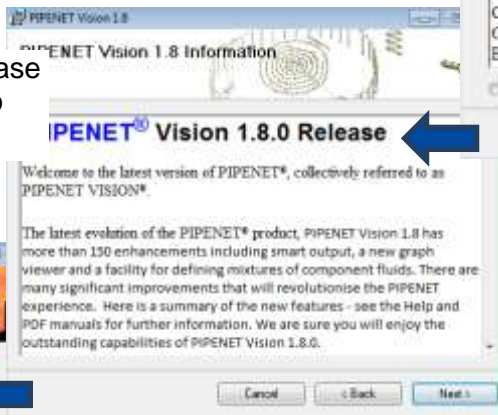 PIPENET Vision 1.8
PIPENET Vision 1.8 Information
ase
IPENET® Vision 1.8.0 Release
Welcome to the latest version of PIPENET®, collectively referred to as
PIPENET VISION®.
The latest evolution of the PIPENET® product, PIPENET Vision 1.8 has
more than 150 enhancements including smart output, a new graph
viewer and a facility for defining mixtures of component fluids. There are
many significant improvements that will revolutionise the PIPENET
experience. Here is a summary of the new features - see the Help and
PDF manuals for further information. We are sure you will enjoy the
outstanding capabilities of PIPENET Vision 1.8.0.
Cancel < Back Next >